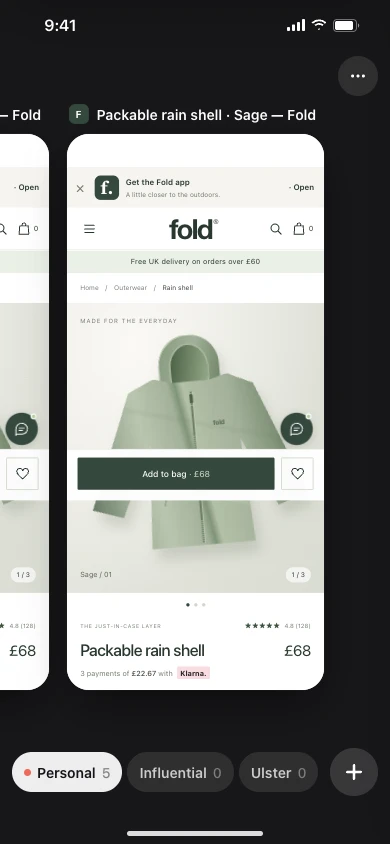 9:41
— Fold
F Packable rain shell · Sage — Fold
· Open
f. Get the Fold app
A little closer to the outdoors.
· Open
0
fold®
0
Free UK delivery on orders over £60
Home / Outerwear / Rain shell
MADE FOR THE EVERYDAY
fold
Add to bag · £68
1 / 3
Sage / 01
1 / 3
4.8 (128)
THE JUST-IN-CASE LAYER
★★★★★ 4.8 (128)
£68
Packable rain shell
£68
3 payments of £22.67 with Klarna.
Personal 5
Influential 0
Ulster 0